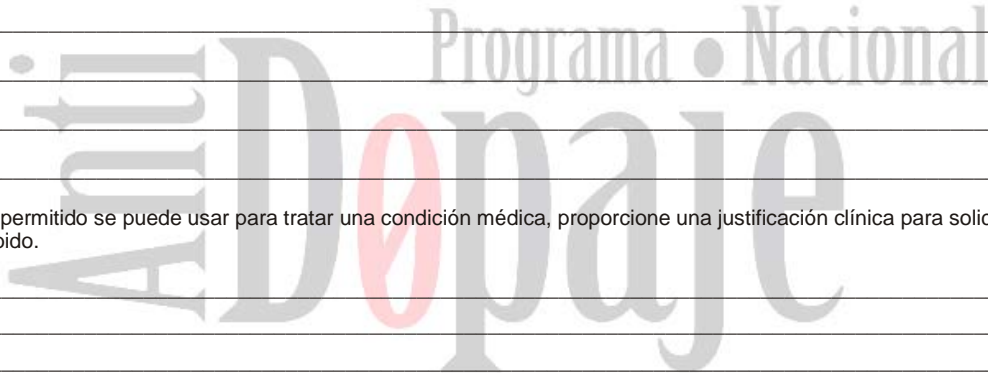 Programa • Nacional
Anti
Dopaje
permitido se puede usar para tratar una condición médica, proporcione una justificación clínica para solic
bido.